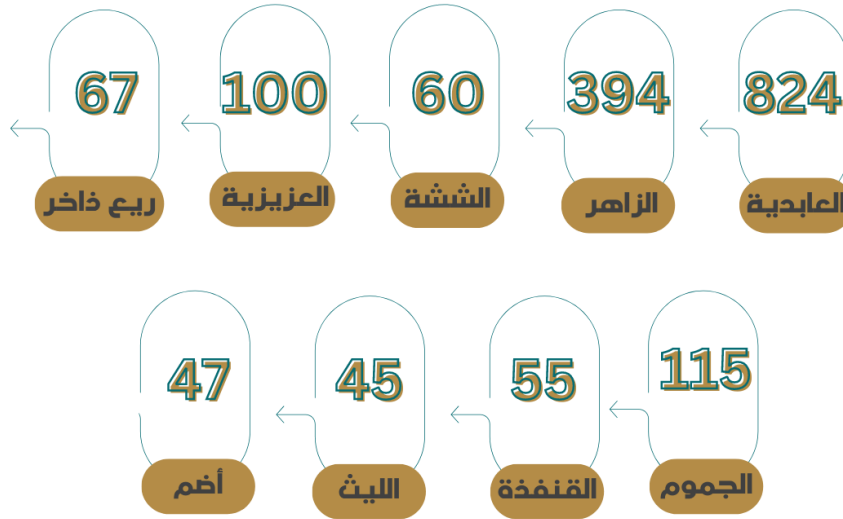 824
العابدية
394
الزاهر
60
الششة
100
العزيزية
67
ريع ذاخر
115
الجموم
55
القنفذة
45
الليث
47
أضم